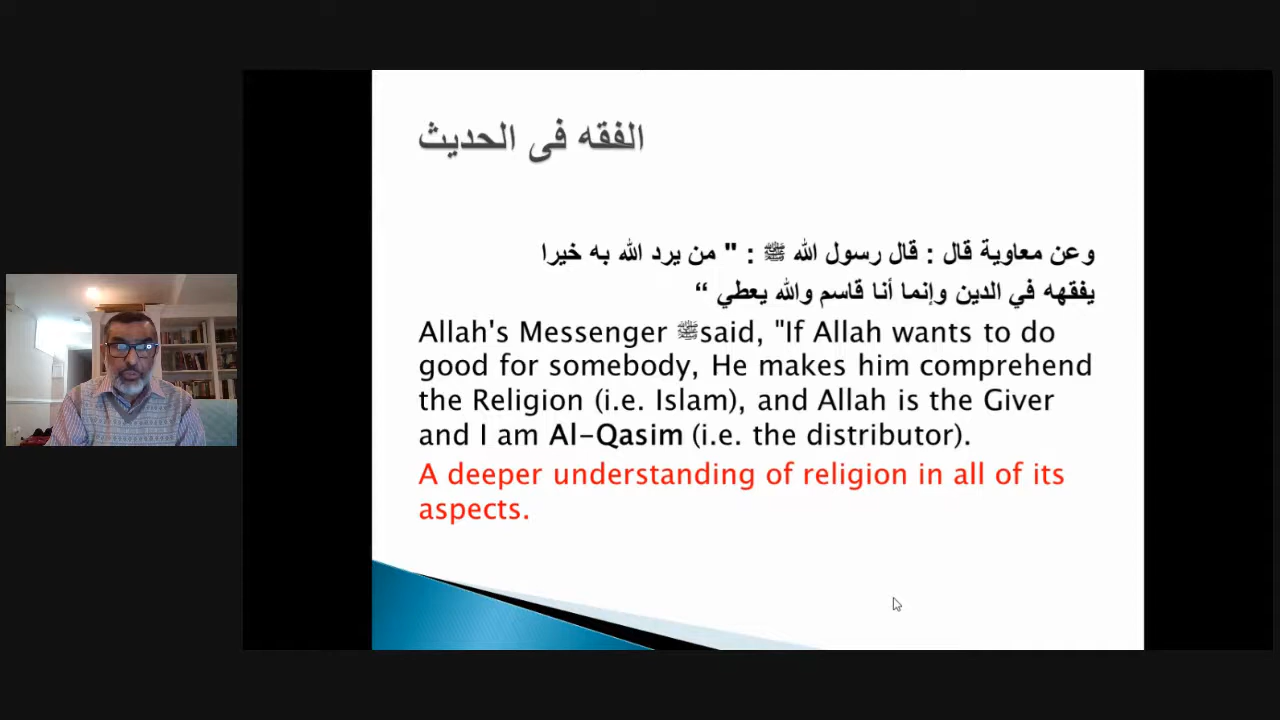 الفقه فى الحديث
وعن معاوية قال : قال رسول الله ﷺ : " من يرد الله به خيرا
يفقهه في الدين وإنما أنا قاسم والله يعطي “
Allah's Messenger ﷺsaid, "If Allah wants to do
good for somebody, He makes him comprehend
the Religion (i.e. Islam), and Allah is the Giver
and I am Al-Qasim (i.e. the distributor).
A deeper understanding of religion in all of its
aspects.